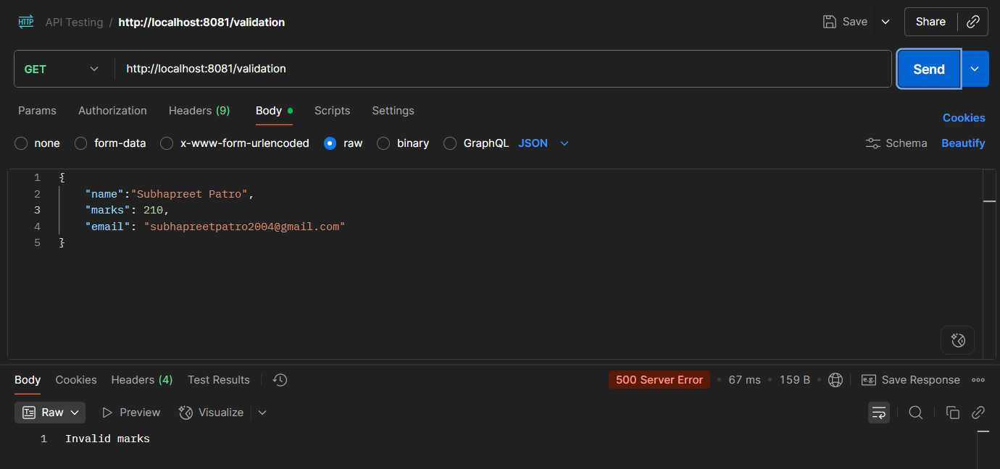 HTTP API Testing / http://localhost:8081/validation Save Share
GET http://localhost:8081/validation Send
Params Authorization Headers (9) Body Scripts Settings Cookies
none form-data x-www-form-urlencoded raw binary GraphQL JSON Schema Beautify
1 {
2 "name":"Subhapreet Patro",
3 "marks": 210,
4 "email": "subhapreetpatro2004@gmail.com"
5 }
Body Cookies Headers (4) Test Results 500 Server Error • 67 ms • 159 B • e.g. Save Response
Raw Preview Visualize
1 Invalid marks